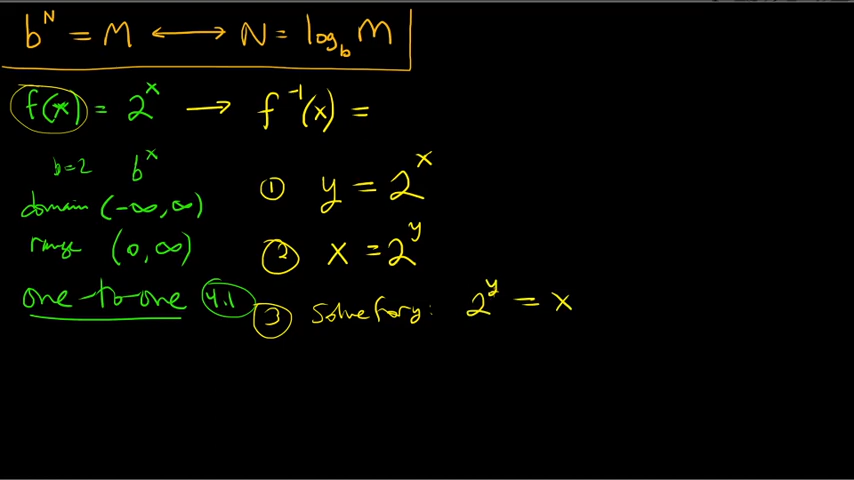 b^N = M ⟷ N = log_b M
f(x) = 2^x → f^-1(x) =
b=2 b^x
domain (-∞, ∞)
range (0, ∞)
one-to-one 4.1
① y = 2^x
② x = 2^y
③ Solve for y: 2^y = x